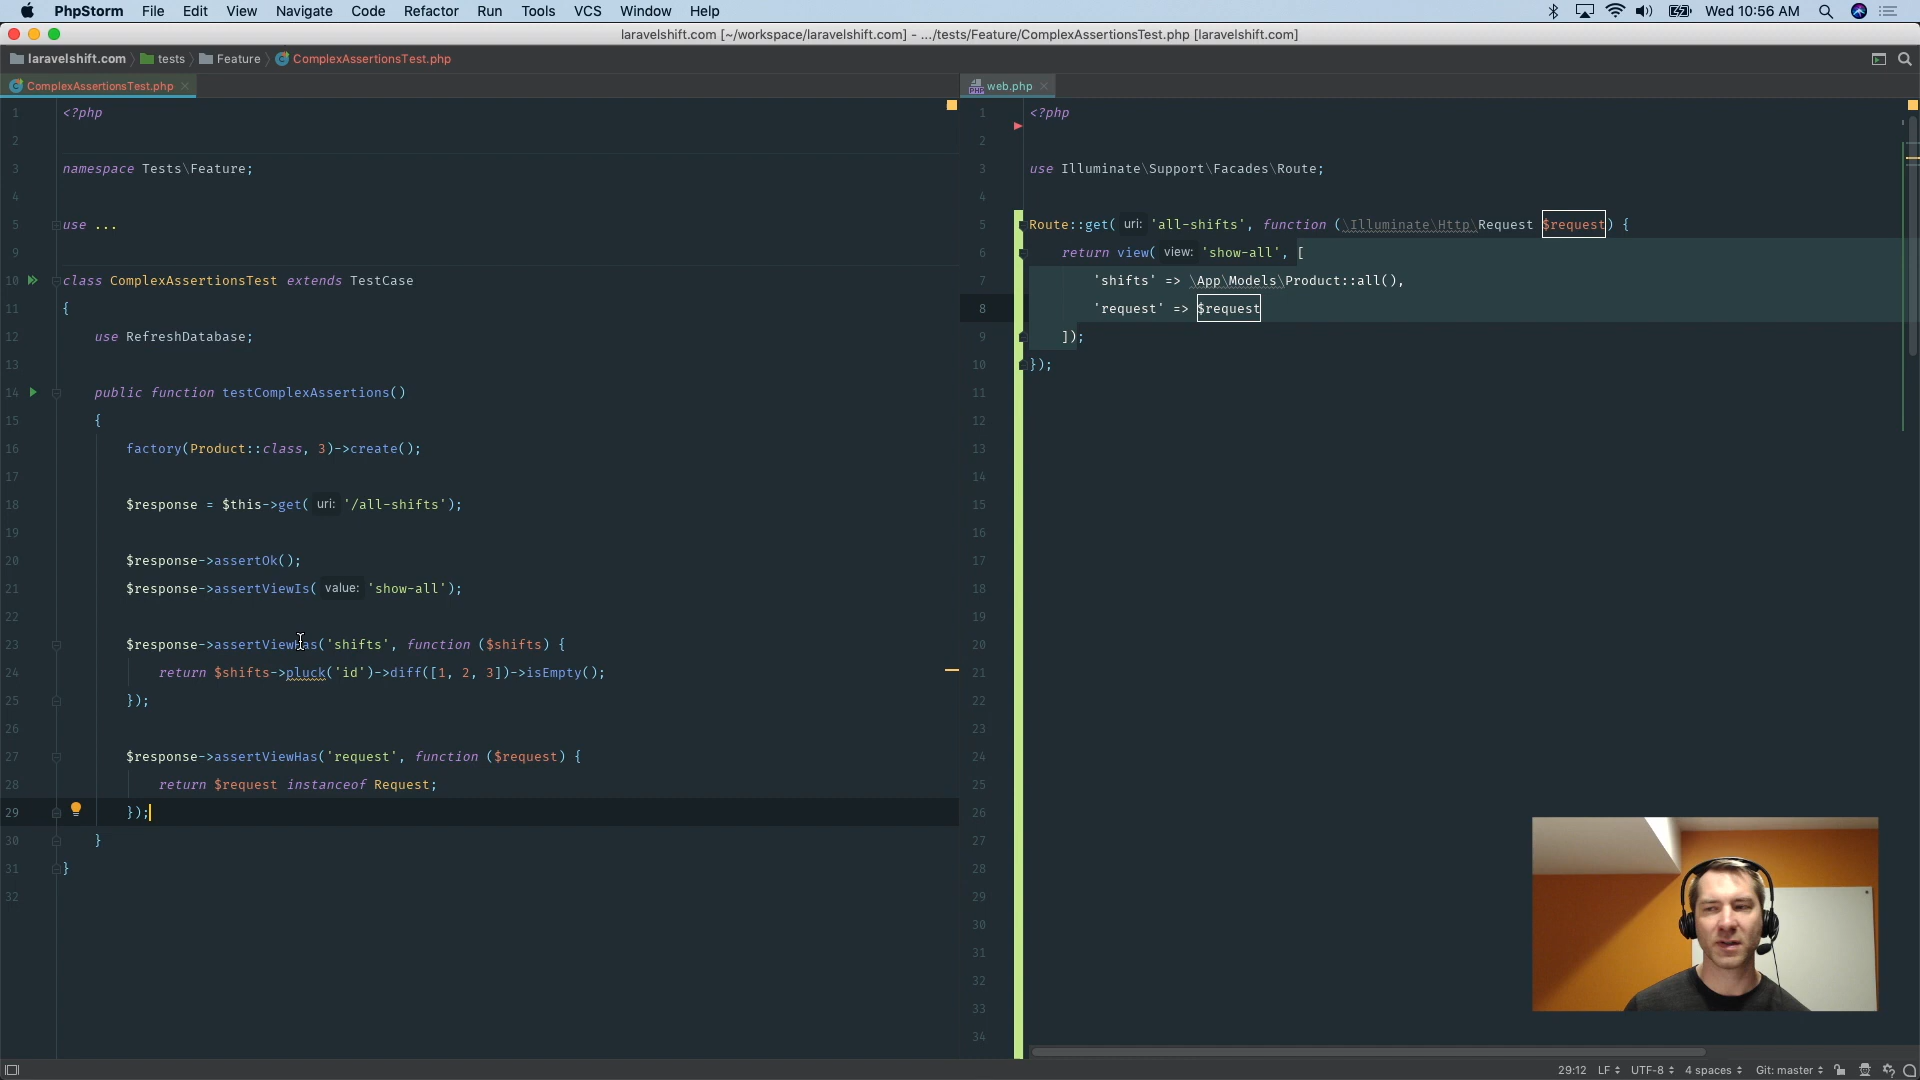 PhpStorm File Edit View Navigate Code Refactor Run Tools VCS Window Help Wed 10:56 AM
laravelshift.com [~/workspace/laravelshift.com] - .../tests/Feature/ComplexAssertionsTest.php [laravelshift.com]
laravelshift.com tests Feature ComplexAssertionsTest.php
ComplexAssertionsTest.php
1 <?php
2
3 namespace Tests\Feature;
4
5 use ...
9
10 class ComplexAssertionsTest extends TestCase
11 {
12 use RefreshDatabase;
13
14 public function testComplexAssertions()
15 {
16 factory(Product::class, 3)->create();
17
18 $response = $this->get( uri: '/all-shifts');
19
20 $response->assertOk();
21 $response->assertViewIs( value: 'show-all');
22
23 $response->assertViewHas('shifts', function ($shifts) {
24 return $shifts->pluck('id')->diff([1, 2, 3])->isEmpty();
25 });
26
27 $response->assertViewHas('request', function ($request) {
28 return $request instanceof Request;
29 });
30 }
31 }
32
web.php
1 <?php
2
3 use Illuminate\Support\Facades\Route;
4
5 Route::get( uri: 'all-shifts', function (\Illuminate\Http\Request $request) {
6 return view( view: 'show-all', [
7 'shifts' => \App\Models\Product::all(),
8 'request' => $request
9 ]);
10 });
11
12
13
14
15
16
17
18
19
20
21
22
23
24
25
26
27
28
29
30
31
32
33
34
29:12 LF UTF-8 4 spaces Git: master